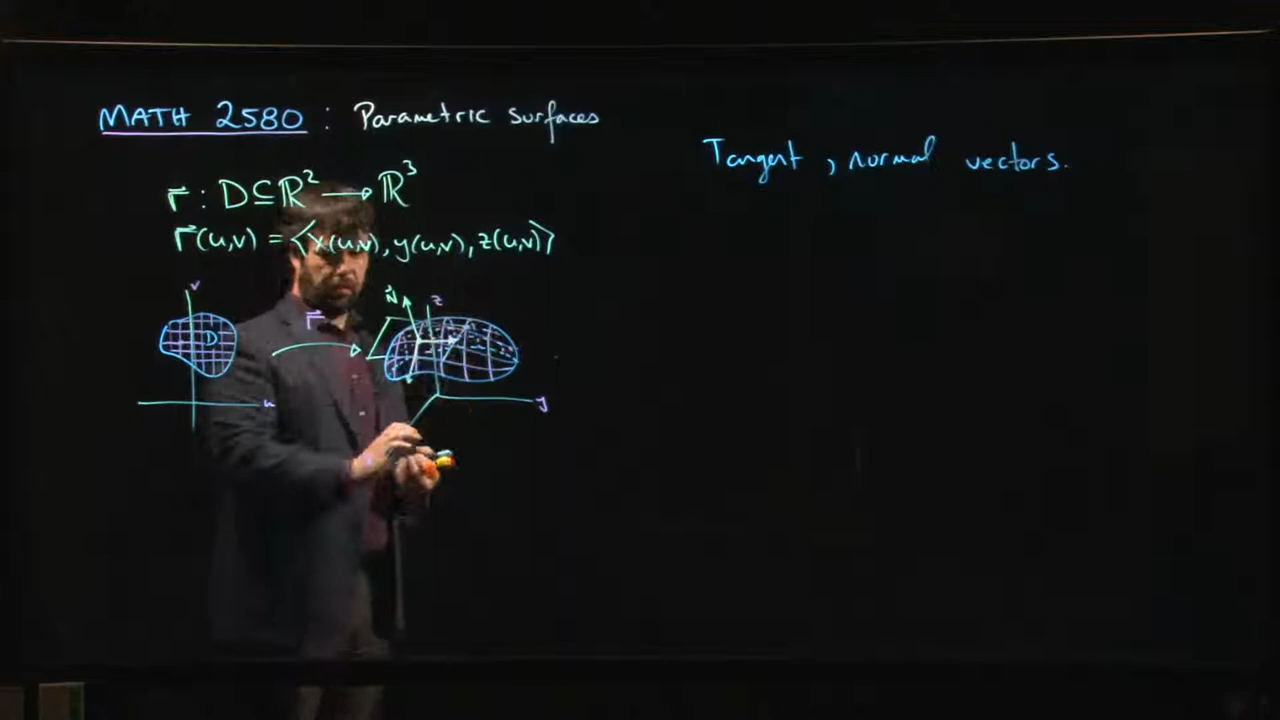 MATH 2580 : Parametric surfaces
Tangent, normal vectors.
r⃗ : D ⊆ ℝ² → ℝ³
r⃗(u,v) = ⟨x(u,v), y(u,v), z(u,v)⟩
v
D
u
r⃗
N⃗
z
y